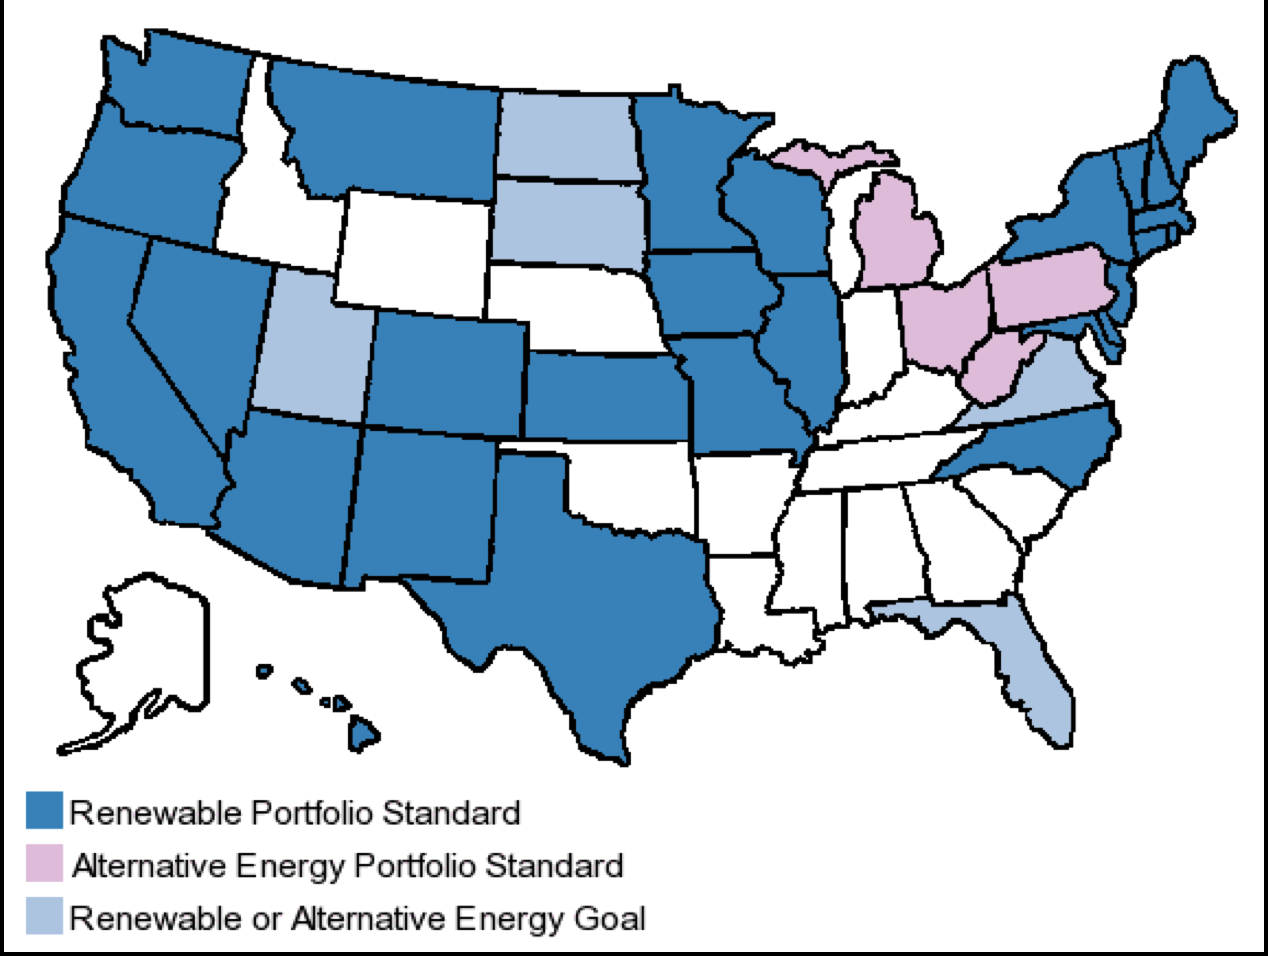 Renewable Portfolio Standard
Alternative Energy Portfolio Standard
Renewable or Alternative Energy Goal